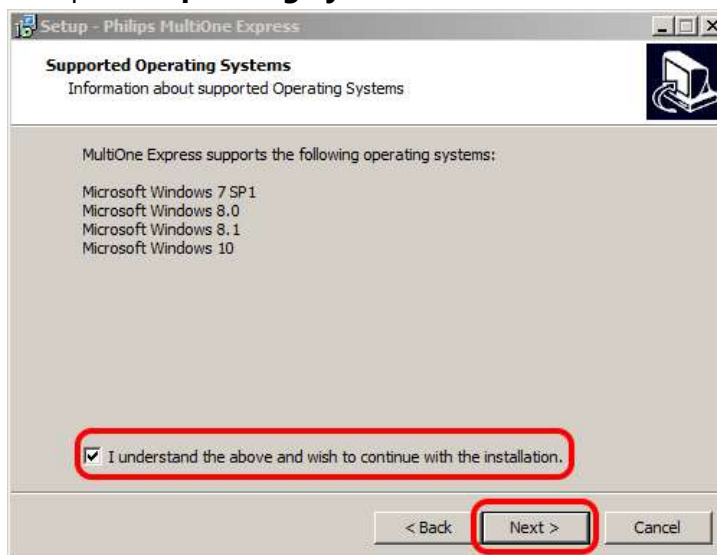 Setup - Philips MultiOne Express
Supported Operating Systems
Information about supported Operating Systems
MultiOne Express supports the following operating systems:
Microsoft Windows 7 SP1
Microsoft Windows 8.0
Microsoft Windows 8.1
Microsoft Windows 10
I understand the above and wish to continue with the installation.
< Back Next > Cancel